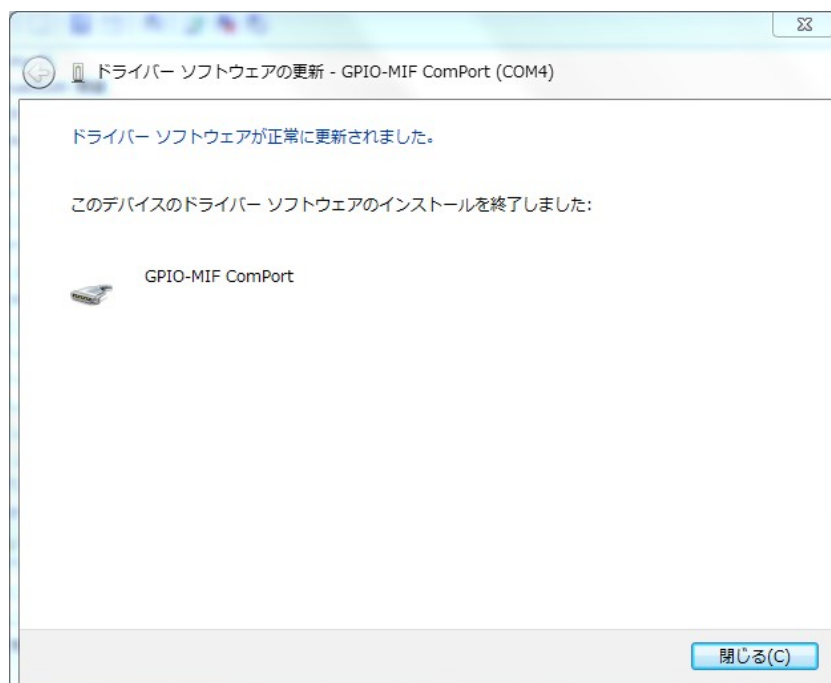 ドライバー ソフトウェアの更新 - GPIO-MIF ComPort (COM4)
ドライバー ソフトウェアが正常に更新されました。
このデバイスのドライバー ソフトウェアのインストールを終了しました:
GPIO-MIF ComPort
閉じる(C)